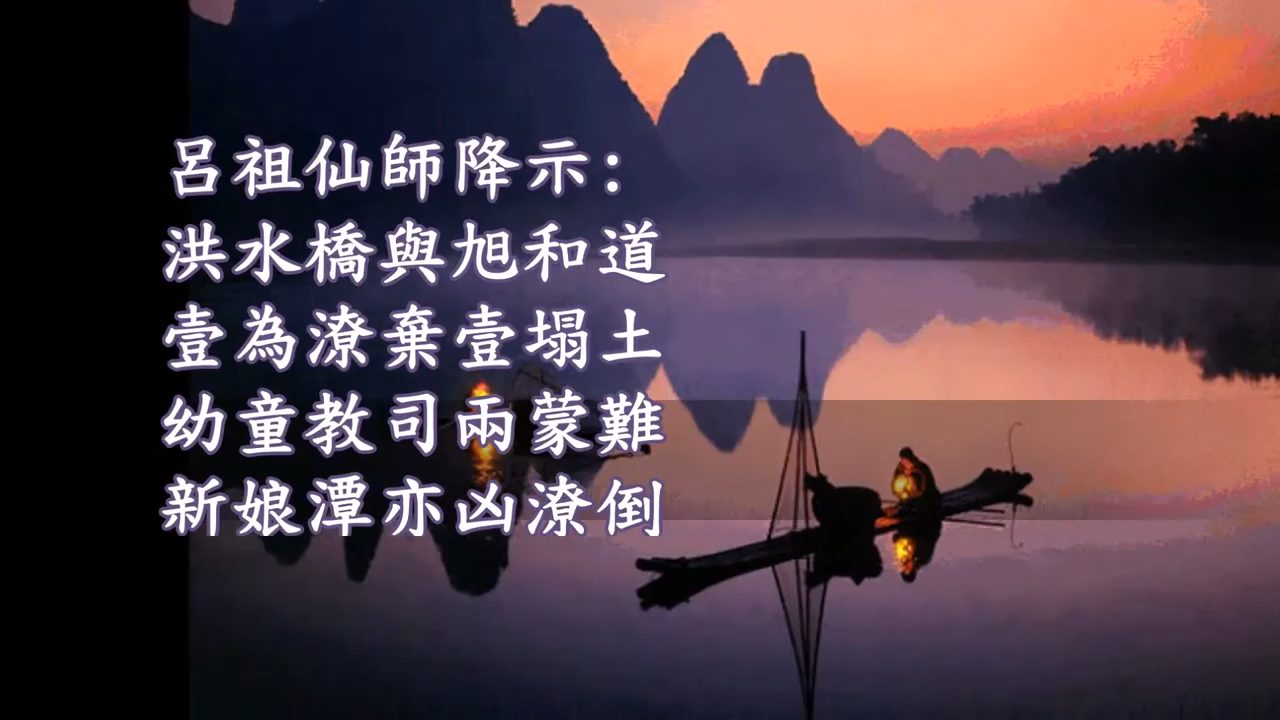 呂祖仙師降示：
洪水橋與旭和道
壹為潦棄壹塌土
幼童教司兩蒙難
新娘潭亦凶潦倒